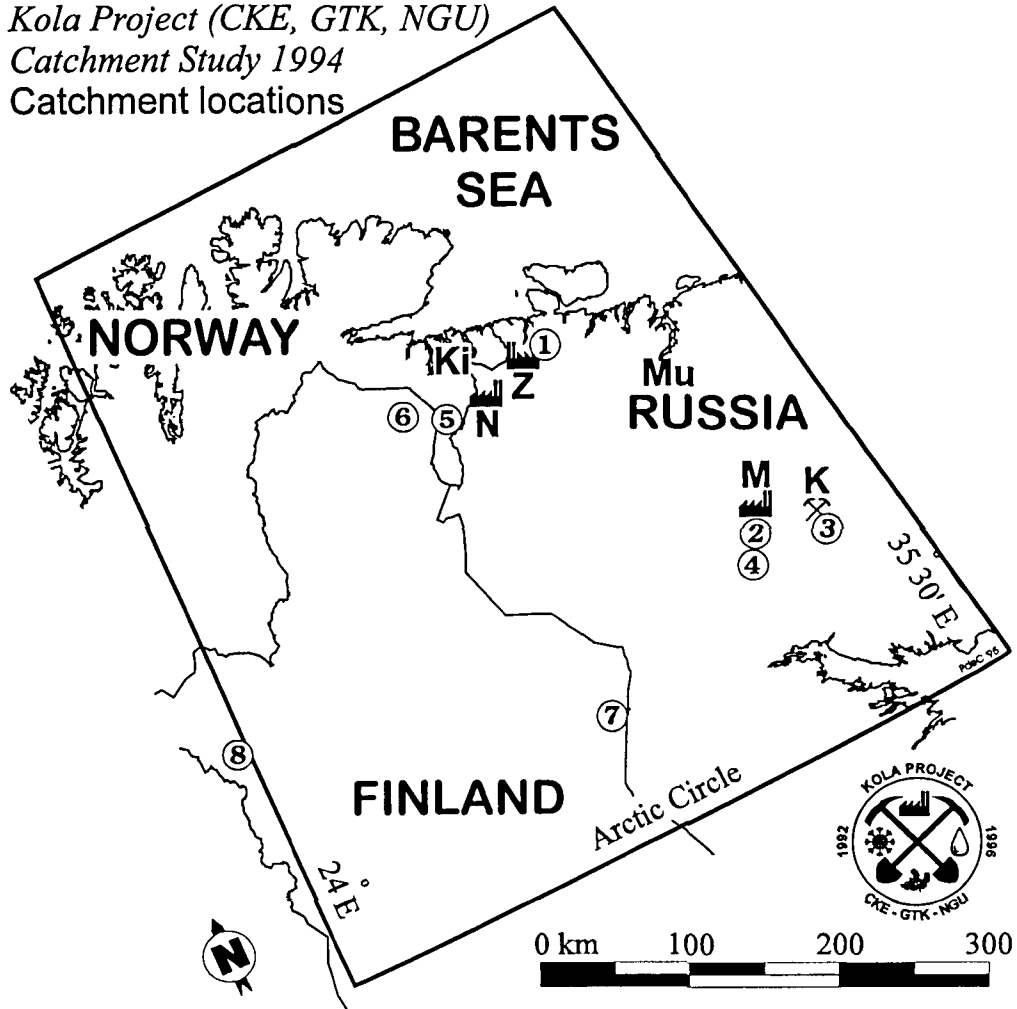 Kola Project (CKE, GTK, NGU)
Catchment Study 1994
Catchment locations
BARENTS
SEA
NORWAY
Ki
Z
1
Mu
RUSSIA
6
5
N
M
K
2
3
4
35° 30' E
PdeC 96
7
8
FINLAND
Arctic Circle
24° E
N
KOLA PROJECT
1992
1996
CKE - GTK - NGU
0 km 100 200 300